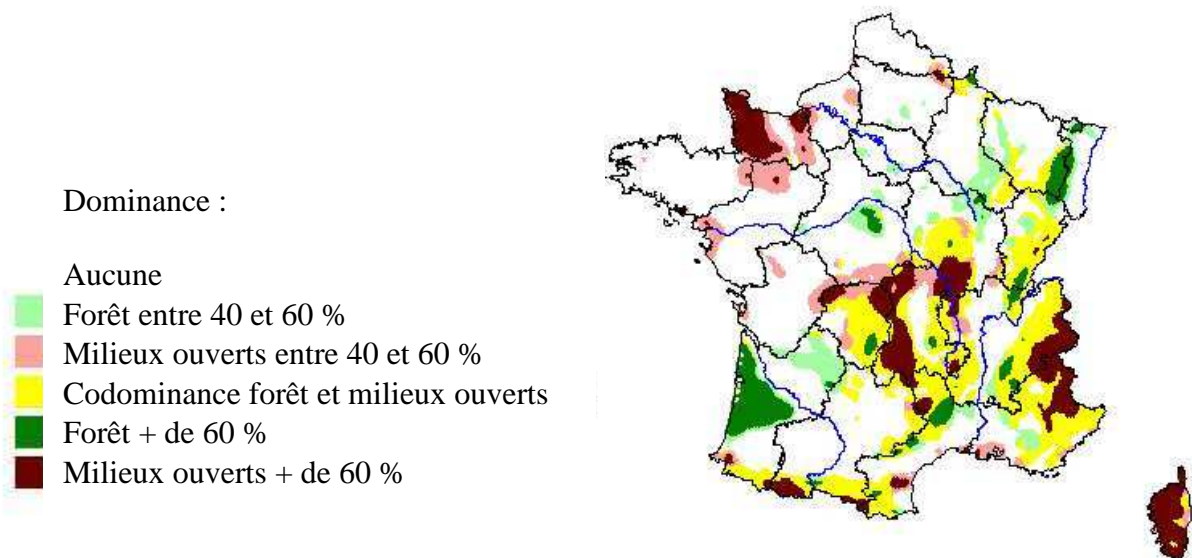 Dominance :
Aucune
Forêt entre 40 et 60 %
Milieux ouverts entre 40 et 60 %
Codominance forêt et milieux ouverts
Forêt + de 60 %
Milieux ouverts + de 60 %